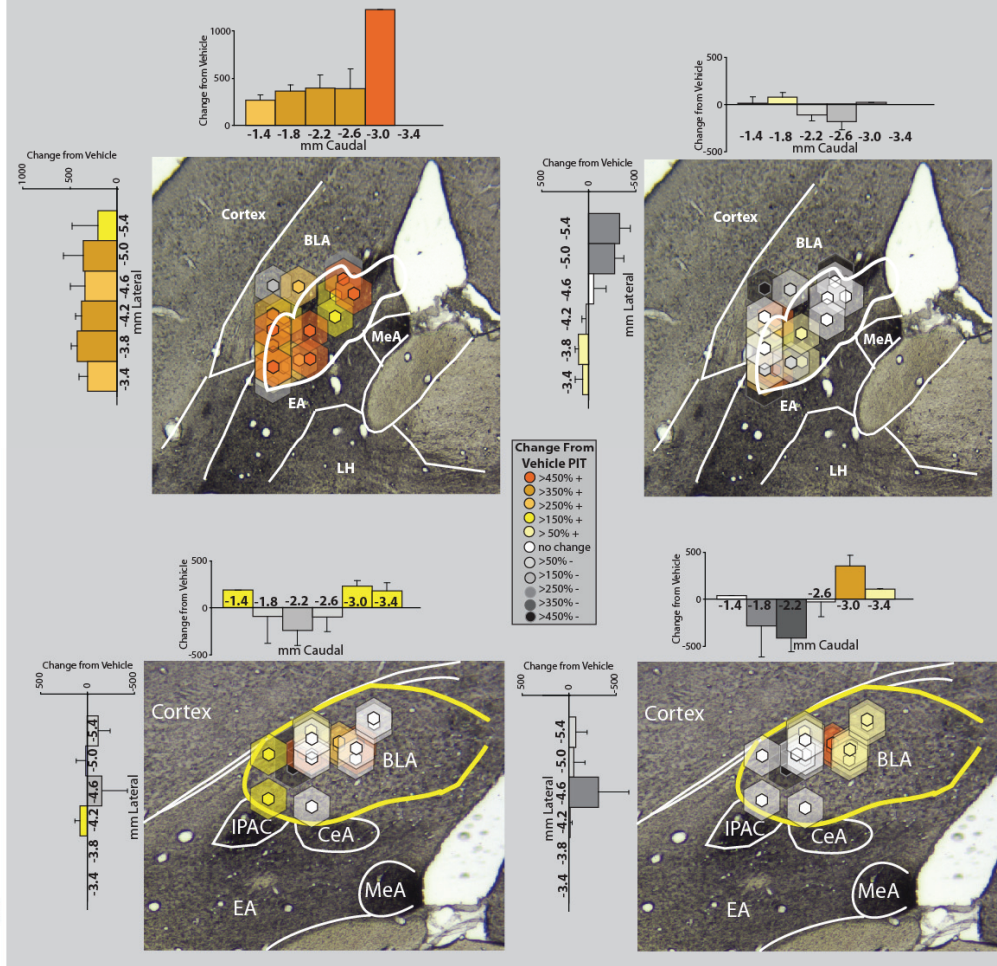 1000
500
0
Change from Vehicle
-1.4 -1.8 -2.2 -2.6 -3.0 -3.4
mm Caudal
500
0
-500
Change from Vehicle
-1.4 -1.8 -2.2 -2.6 -3.0 -3.4
mm Caudal
Change from Vehicle
1000 500 0
-5.4
-5.0
-4.6
-4.2
-3.8
-3.4
mm Lateral
Cortex
BLA
MeA
EA
LH
Change from Vehicle
500 0 -500
-5.4
-5.0
-4.6
-4.2
-3.8
-3.4
mm Lateral
Cortex
BLA
MeA
EA
LH
Change From
Vehicle PIT
>450% +
>350% +
>250% +
>150% +
> 50% +
no change
>50% -
>150% -
>250% -
>350% -
>450% -
500
0
-500
Change from Vehicle
-1.4 -1.8 -2.2 -2.6 -3.0 -3.4
mm Caudal
500
0
-500
Change from Vehicle
-1.4 -1.8 -2.2 -2.6 -3.0 -3.4
mm Caudal
Change from Vehicle
500 0 -500
-5.4
-5.0
-4.6
-4.2
-3.8
-3.4
mm Lateral
Cortex
BLA
IPAC
CeA
MeA
EA
Change from Vehicle
500 0 -500
-5.4
-5.0
-4.6
-4.2
-3.8
-3.4
mm Lateral
Cortex
BLA
IPAC
CeA
MeA
EA